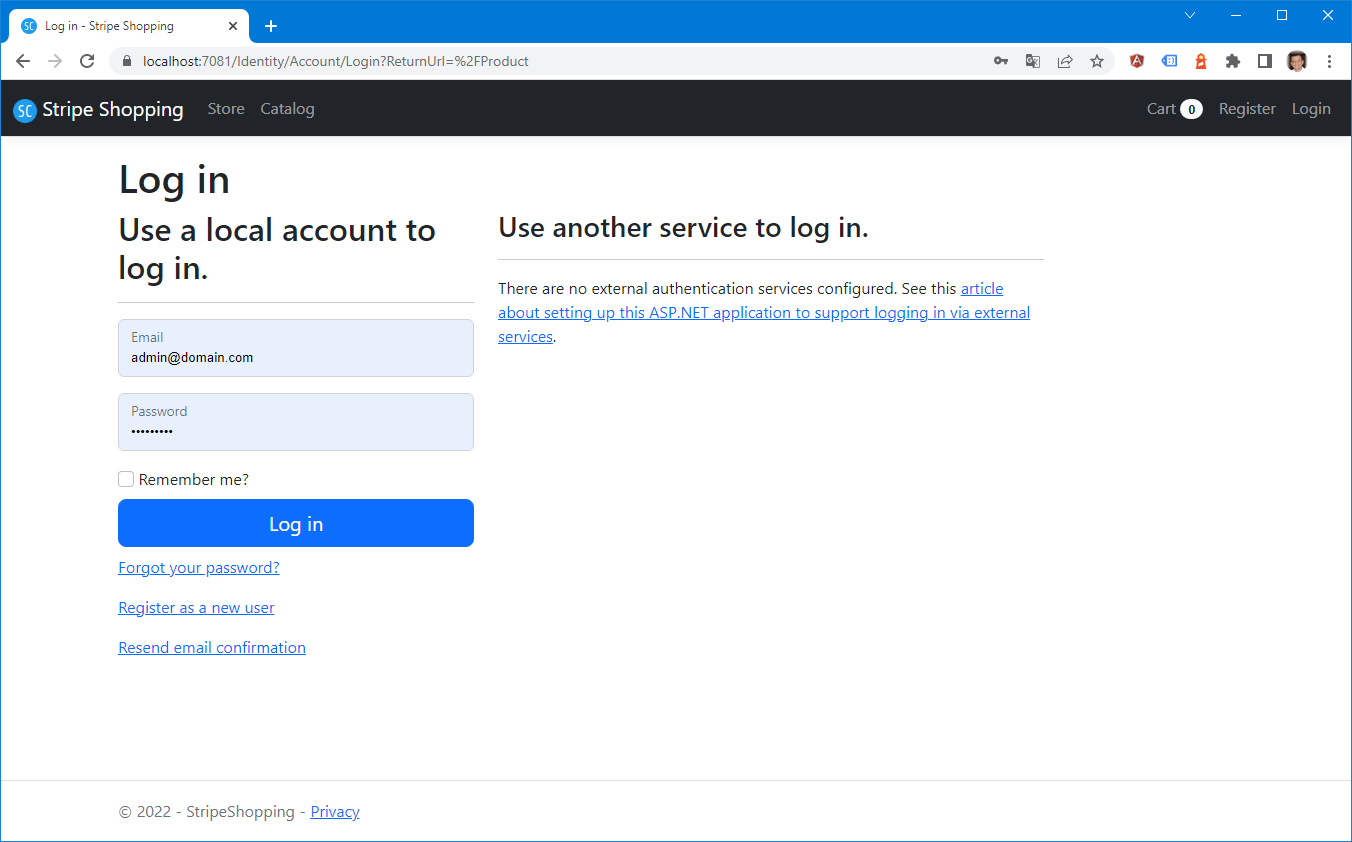 SC Log in - Stripe Shopping
localhost:7081/Identity/Account/Login?ReturnUrl=%2FProduct
SC Stripe Shopping Store Catalog Cart 0 Register Login
Log in
Use a local account to
log in.
Email
admin@domain.com
Password
•••••••••
Remember me?
Log in
Forgot your password?
Register as a new user
Resend email confirmation
Use another service to log in.
There are no external authentication services configured. See this article
about setting up this ASP.NET application to support logging in via external
services.
© 2022 - StripeShopping - Privacy